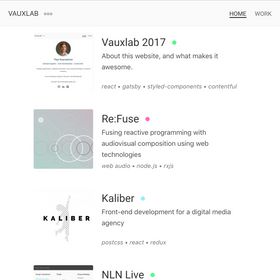 VAUXLAB
HOME
WORK
Vauxlab 2017
About this website, and what makes it
awesome.
react • gatsby • styled-components • contentful
Re:Fuse
Fusing reactive programming with
audiovisual composition using web
technologies
web audio • node.js • rxjs
KALIBER
Kaliber
Front-end development for a digital media
agency
postcss • react • redux
NLN Live